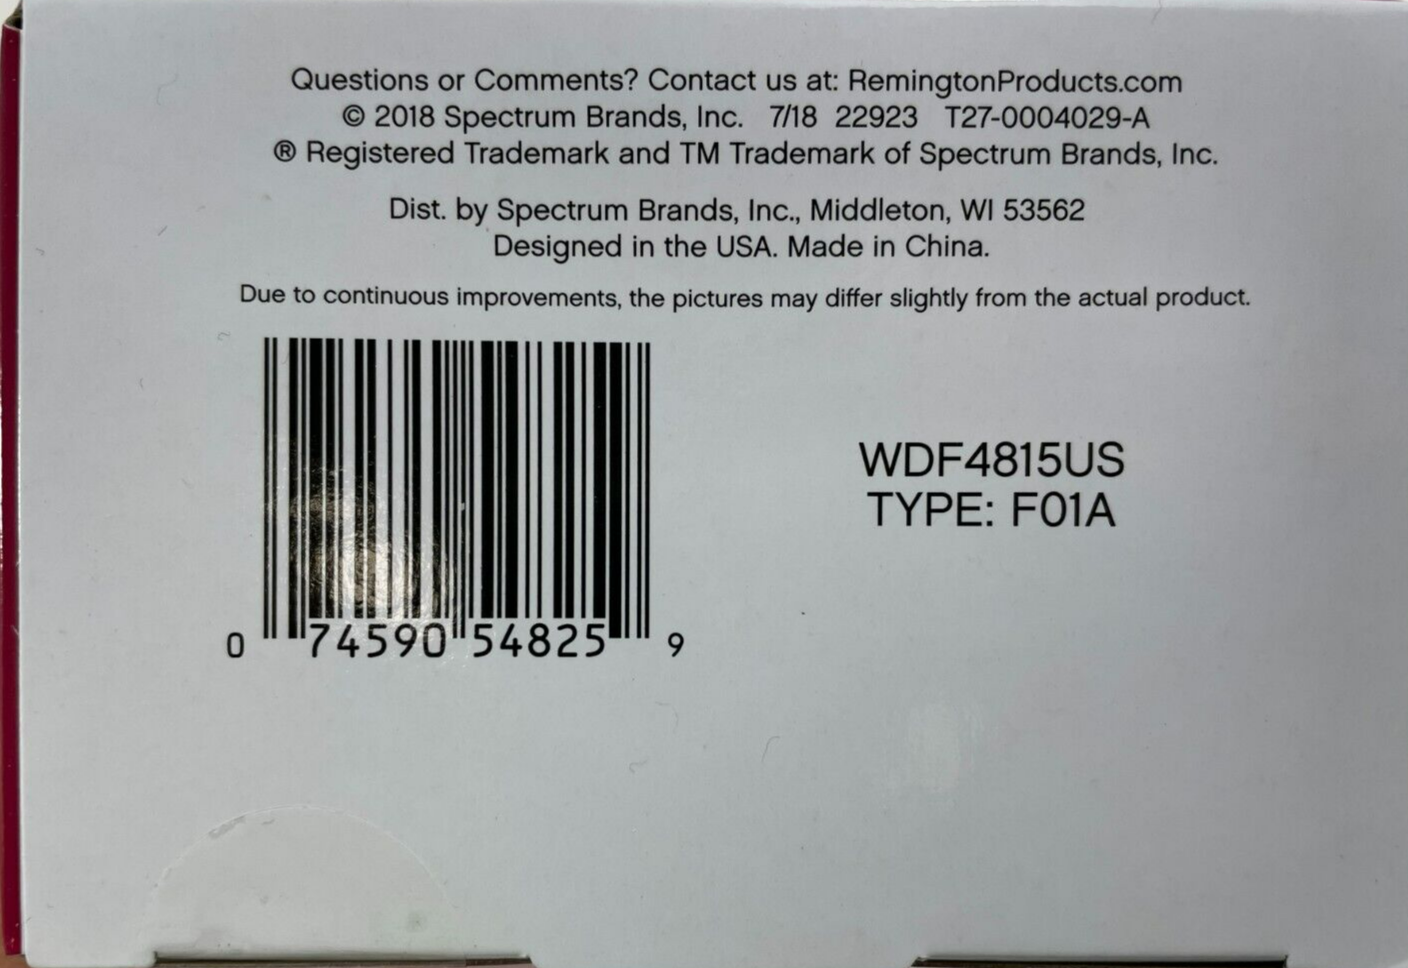 Questions or Comments? Contact us at: RemingtonProducts.com
© 2018 Spectrum Brands, Inc. 7/18 22923 T27-0004029-A
® Registered Trademark and TM Trademark of Spectrum Brands, Inc.
Dist. by Spectrum Brands, Inc., Middleton, WI 53562
Designed in the USA. Made in China.
Due to continuous improvements, the pictures may differ slightly from the actual product.
WDF4815US
TYPE: F01A
0 74590 54825 9